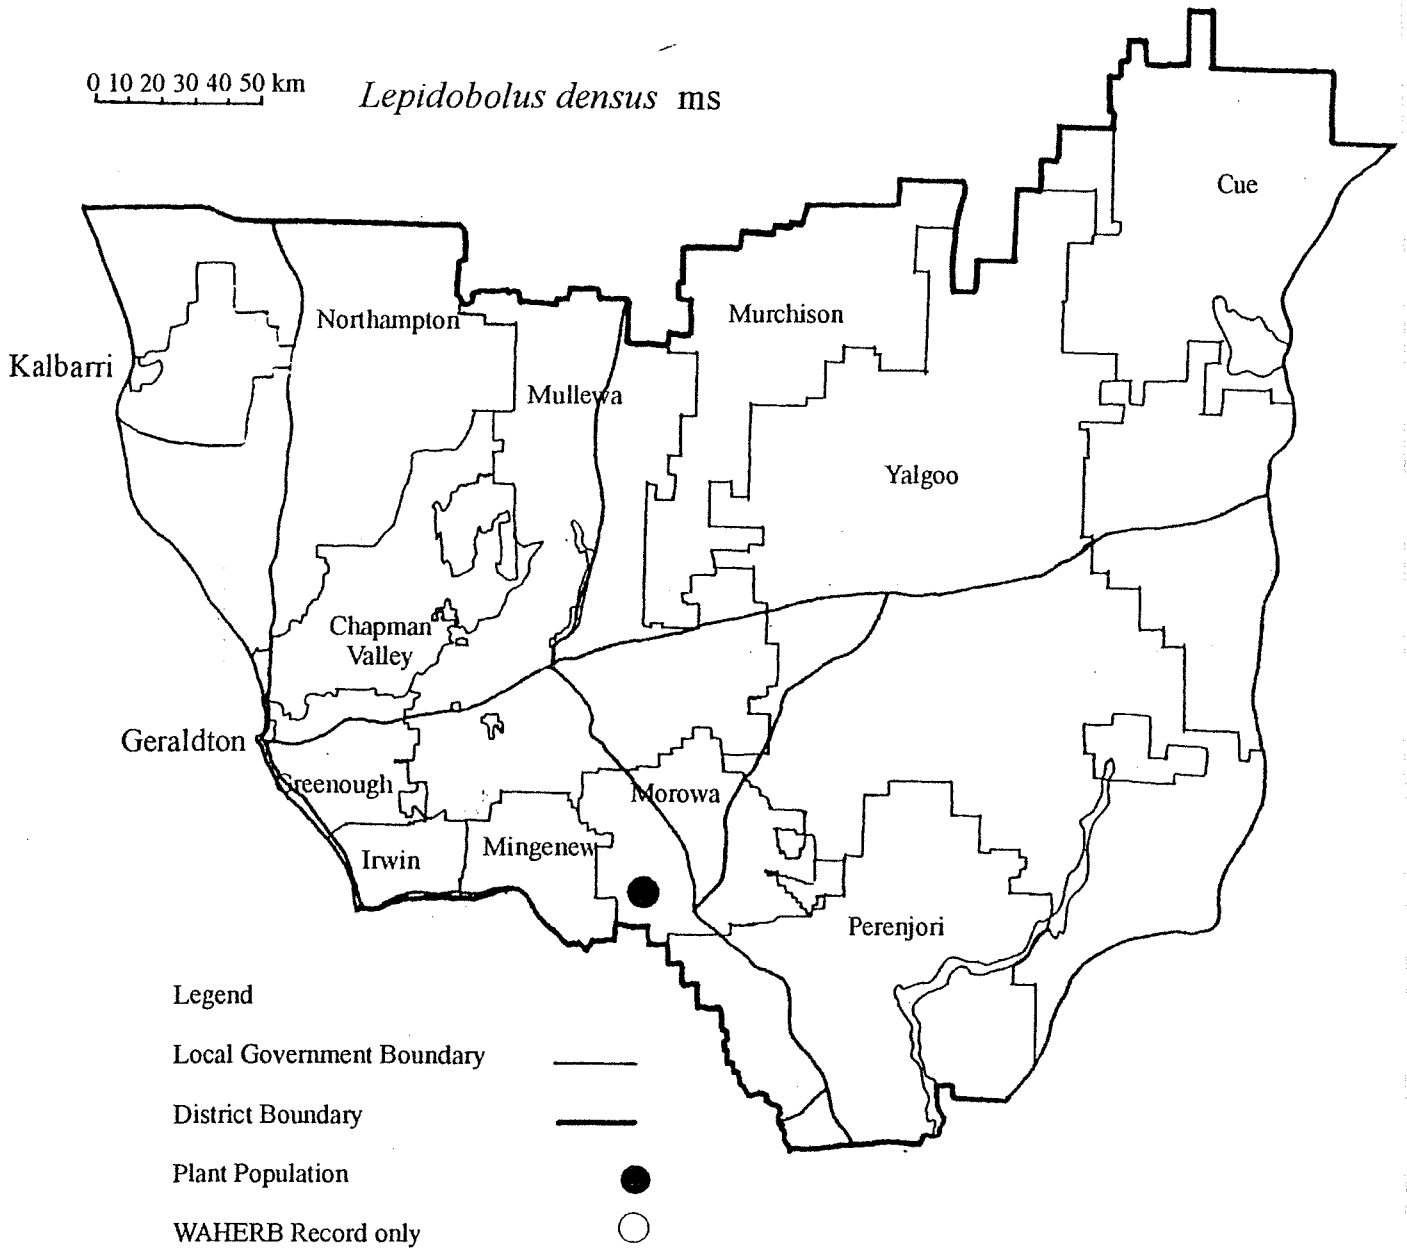 0 10 20 30 40 50 km
Lepidobolus densus ms
Cue
Northampton
Murchison
Kalbarri
Mullewa
Yalgoo
Chapman
Valley
Geraldton
Greenough
Morowa
Irwin
Mingenew
Perenjori
Legend
Local Government Boundary
District Boundary
Plant Population
WAHERB Record only